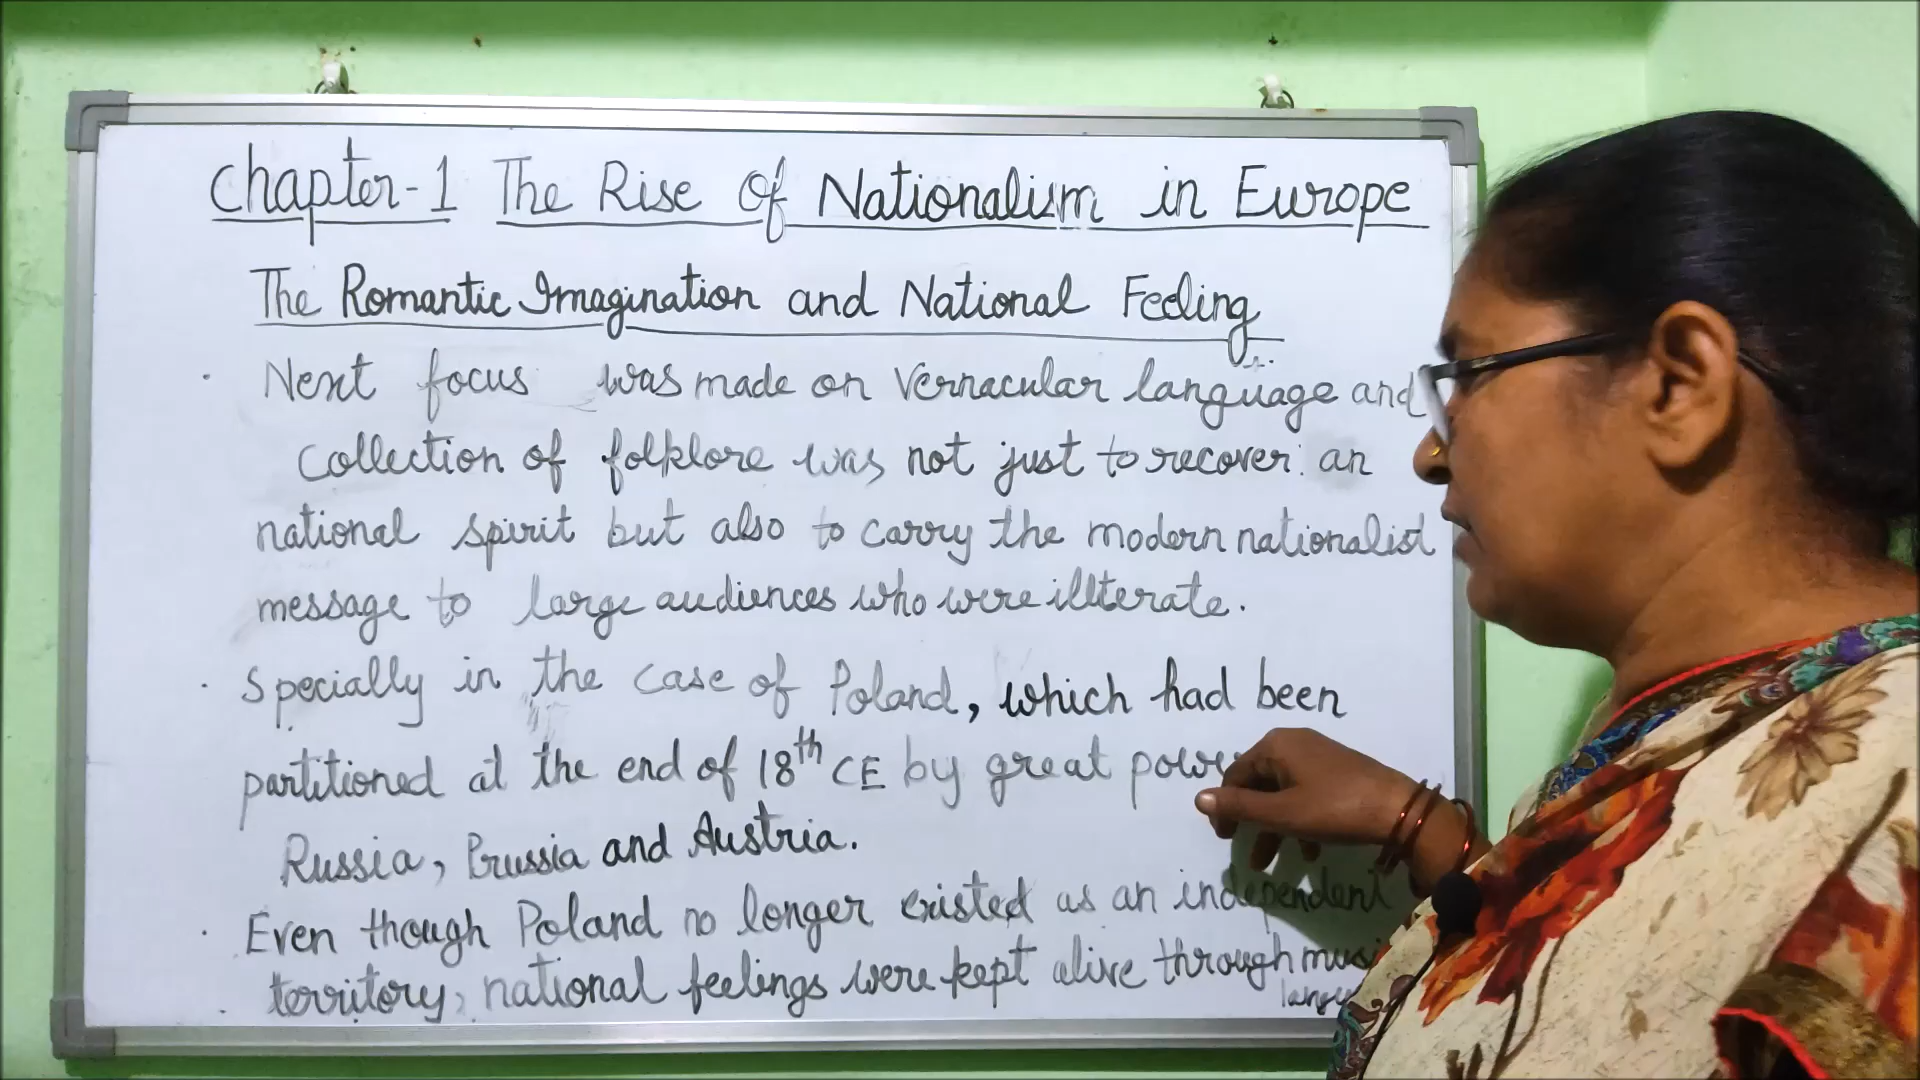 Chapter-1 The Rise Of Nationalism in Europe
The Romantic Imagination and National Feeling
· Next focus was made on Vernacular language and
Collection of folklore was not just to recover an
national spirit but also to carry the modern nationalist
message to large audiences who were illiterate.
· Specially in the case of Poland, which had been
partitioned at the end of 18th CE by great
Russia, Prussia and Austria.
· Even though Poland no longer existed as an independent
territory, national feelings were kept alive through